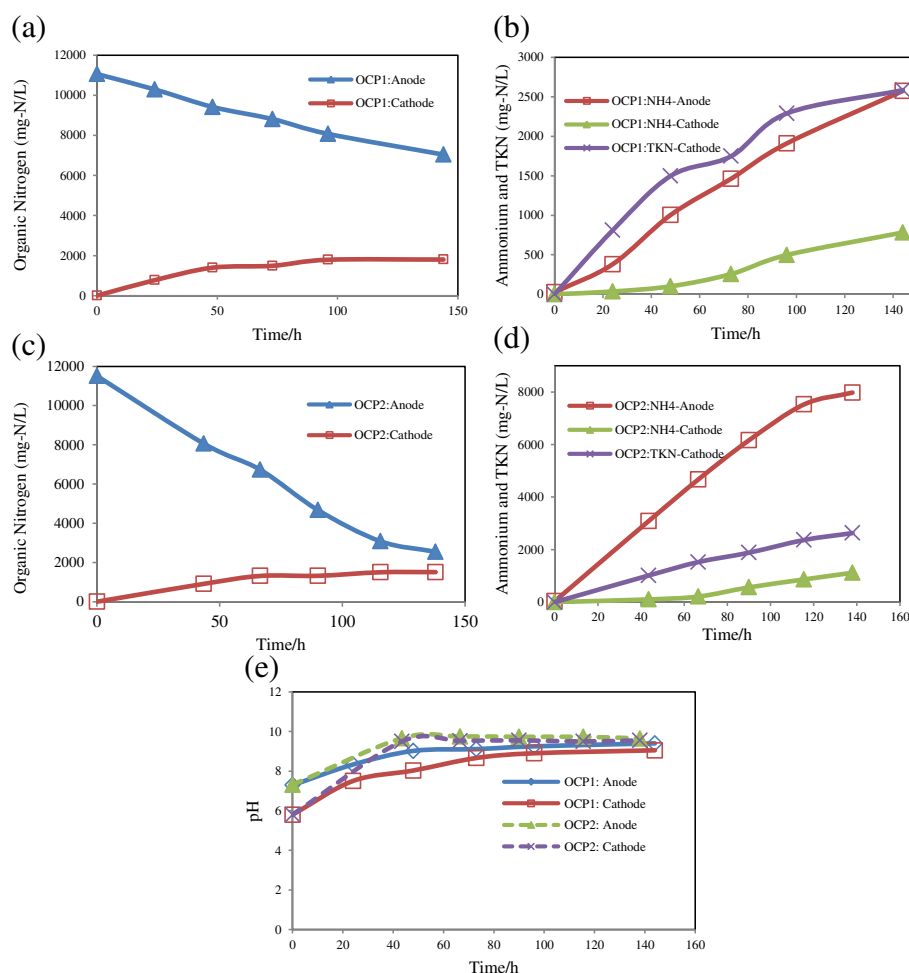 (a)
12000
10000
8000
6000
4000
2000
0
Organic Nitrogen (mg-N/L)
OCP1:Anode
OCP1:Cathode
0 50 100 150
Time/h
(b)
3000
2500
2000
1500
1000
500
0
Ammonium and TKN (mg-N/L)
OCP1:NH4-Anode
OCP1:NH4-Cathode
OCP1:TKN-Cathode
0 20 40 60 80 100 120 140
Time/h
(c)
12000
10000
8000
6000
4000
2000
0
Organic Nitrogen (mg-N/L)
OCP2:Anode
OCP2:Cathode
0 50 100 150
Time/h
(d)
8000
6000
4000
2000
0
Ammonium and TKN (mg-N/L)
OCP2:NH4-Anode
OCP2:NH4-Cathode
OCP2:TKN-Cathode
0 20 40 60 80 100 120 140 160
Time/h
(e)
12
10
8
6
4
2
0
pH
OCP1: Anode
OCP1: Cathode
OCP2: Anode
OCP2: Cathode
0 20 40 60 80 100 120 140 160
Time/h